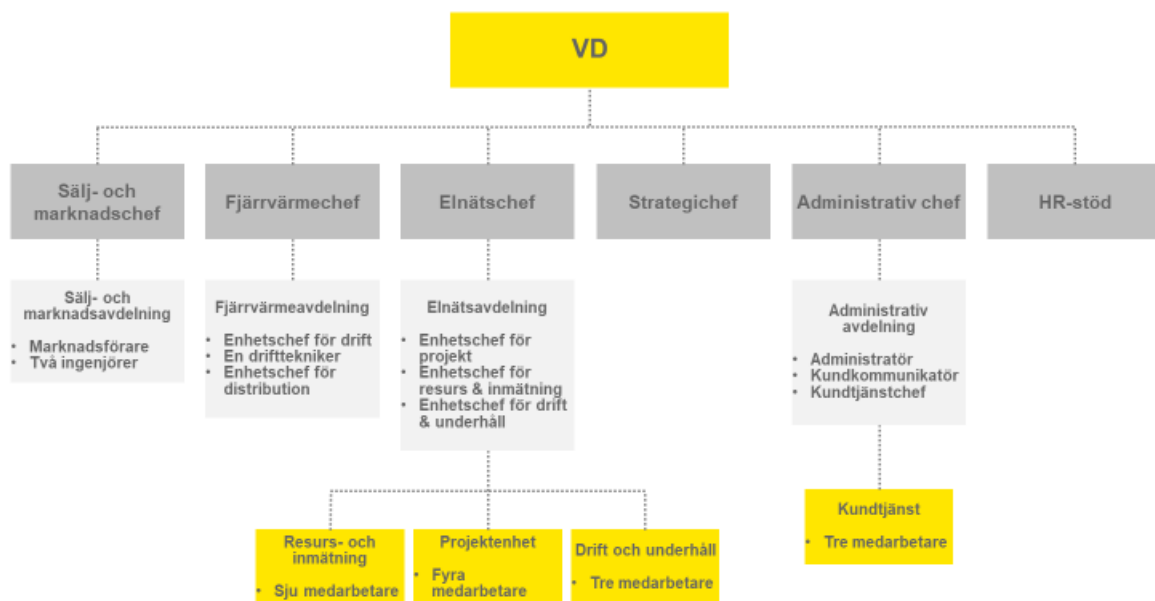 VD
Sälj- och
marknadschef
Fjärrvärmechef
Elnätschef
Strategichef
Administrativ chef
HR-stöd
Sälj- och
marknadsavdelning
• Marknadsförare
• Två ingenjörer
Fjärrvärmeavdelning
• Enhetschef för drift
• En drifttekniker
• Enhetschef för
distribution
Elnätsavdelning
• Enhetschef för
projekt
• Enhetschef för
resurs & inmätning
• Enhetschef för drift
& underhåll
Administrativ
avdelning
• Administratör
• Kundkommunikatör
• Kundtjänstchef
Resurs- och
inmätning
• Sju medarbetare
Projektenhet
• Fyra
medarbetare
Drift och underhåll
• Tre medarbetare
Kundtjänst
• Tre medarbetare